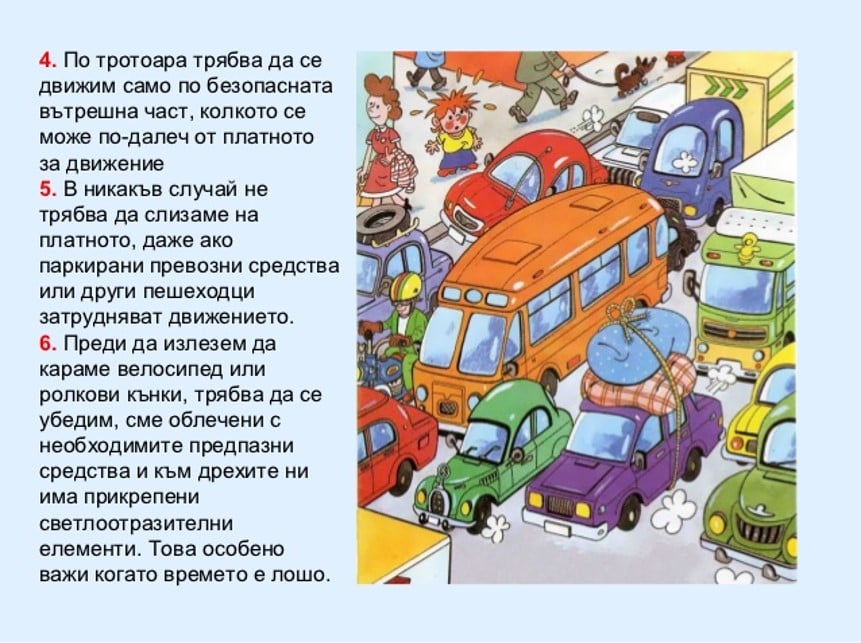 4. По тротоара трябва да се
движим само по безопасната
вътрешна част, колкото се
може по-далеч от платното
за движение
5. В никакъв случай не
трябва да слизаме на
платното, даже ако
паркирани превозни средства
или други пешеходци
затрудняват движението.
6. Преди да излезем да
караме велосипед или
ролкови кънки, трябва да се
убедим, сме облечени с
необходимите предпазни
средства и към дрехите ни
има прикрепени
светлоотразителни
елементи. Това особено
важи когато времето е лошо.